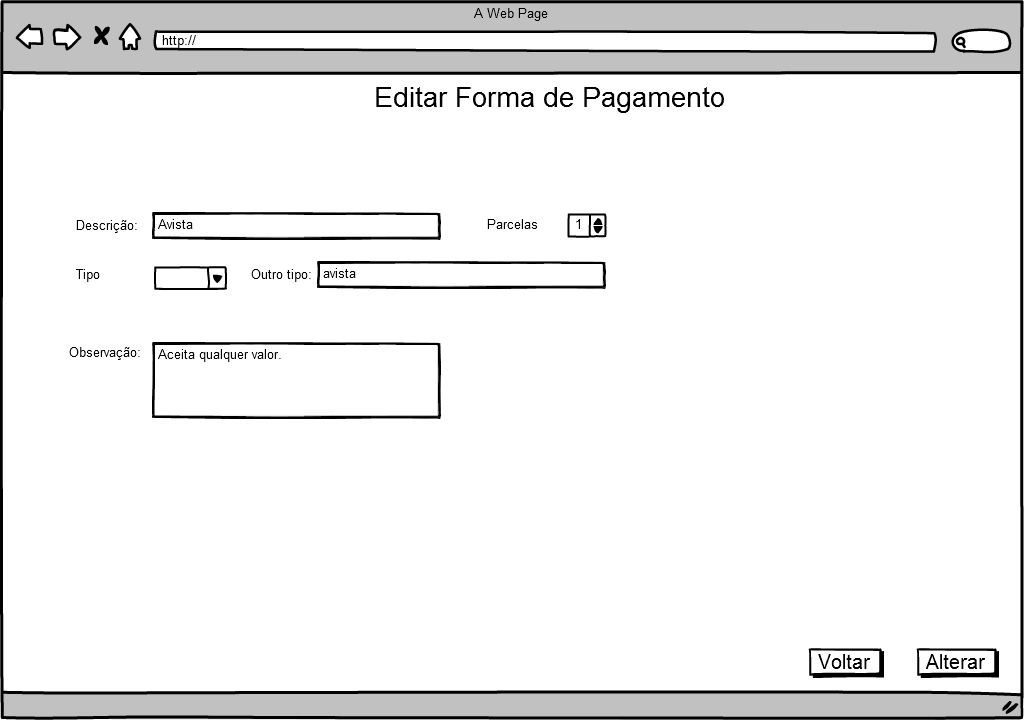 A Web Page
http://
Editar Forma de Pagamento
Descrição: Avista Parcelas 1
Tipo Outro tipo: avista
Observação: Aceita qualquer valor.
Voltar Alterar